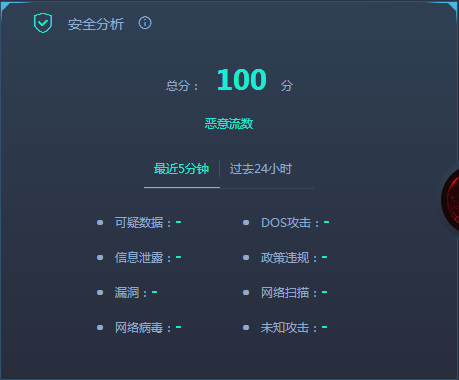 安全分析
总分： 100 分
恶意流数
最近5分钟 过去24小时
可疑数据：- DOS攻击：-
信息泄露：- 政策违规：-
漏洞：- 网络扫描：-
网络病毒：- 未知攻击：-